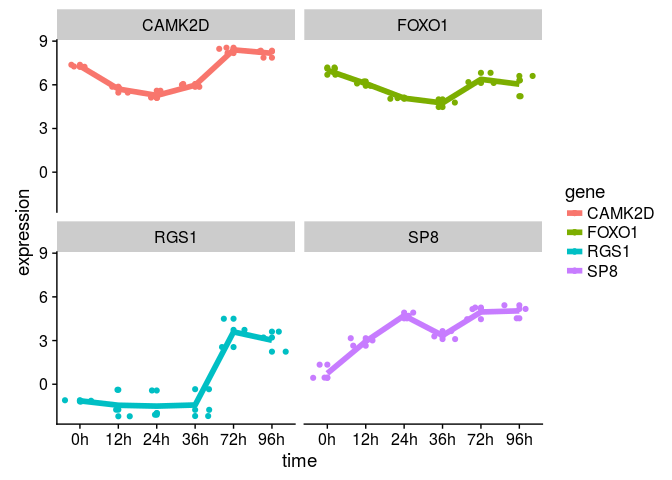 CAMK2D FOXO1
9
6
3
0
RGS1 SP8
9
6
3
0
0h 12h 24h 36h 72h 96h 0h 12h 24h 36h 72h 96h
time
expression
gene
CAMK2D
FOXO1
RGS1
SP8